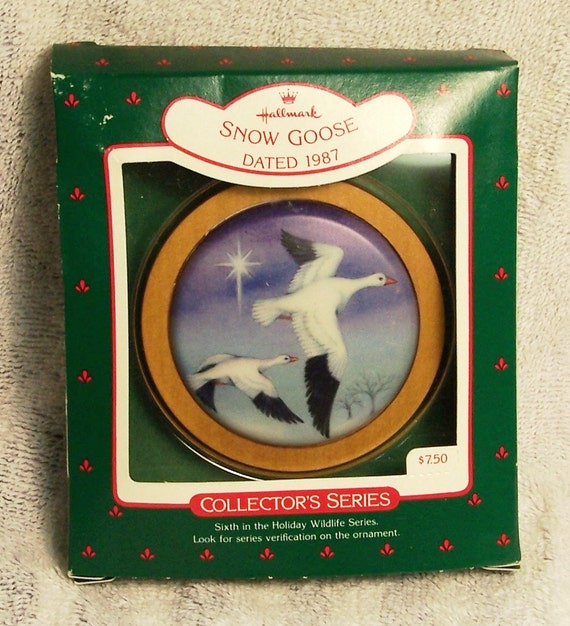 Hallmark
SNOW GOOSE
DATED 1987
$7.50
COLLECTOR'S SERIES
Sixth in the Holiday Wildlife Series.
Look for series verification on the ornament.